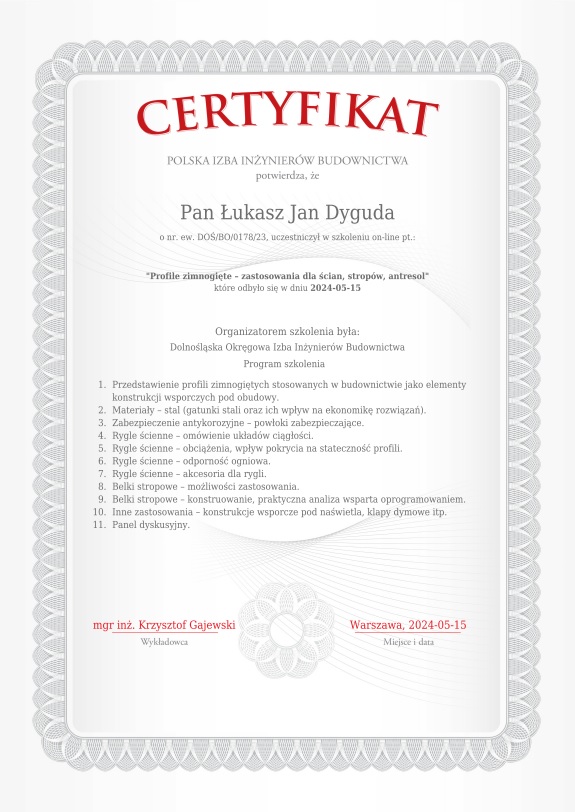 CERTYFIKAT
POLSKA IZBA INŻYNIERÓW BUDOWNICTWA
potwierdza, że
Pan Łukasz Jan Dyguda
o nr. ew. DOŚ/BO/0178/23, uczestniczył w szkoleniu on-line pt.:
"Profile zimnogięte – zastosowania dla ścian, stropów, antresol"
które odbyło się w dniu 2024-05-15
Organizatorem szkolenia była:
Dolnośląska Okręgowa Izba Inżynierów Budownictwa
Program szkolenia
1. Przedstawienie profili zimnogiętych stosowanych w budownictwie jako elementy
konstrukcji wsporczych pod obudowy.
2. Materiały – stal (gatunki stali oraz ich wpływ na ekonomikę rozwiązań).
3. Zabezpieczenie antykorozyjne – powłoki zabezpieczające.
4. Rygle ścienne – omówienie układów ciągłości.
5. Rygle ścienne – obciążenia, wpływ pokrycia na stateczność profili.
6. Rygle ścienne – odporność ogniowa.
7. Rygle ścienne – akcesoria dla rygli.
8. Belki stropowe – możliwości zastosowania.
9. Belki stropowe – konstruowanie, praktyczna analiza wsparta oprogramowaniem.
10. Inne zastosowania – konstrukcje wsporcze pod naświetla, klapy dymowe itp.
11. Panel dyskusyjny.
mgr inż. Krzysztof Gajewski
Wykładowca
Warszawa, 2024-05-15
Miejsce i data